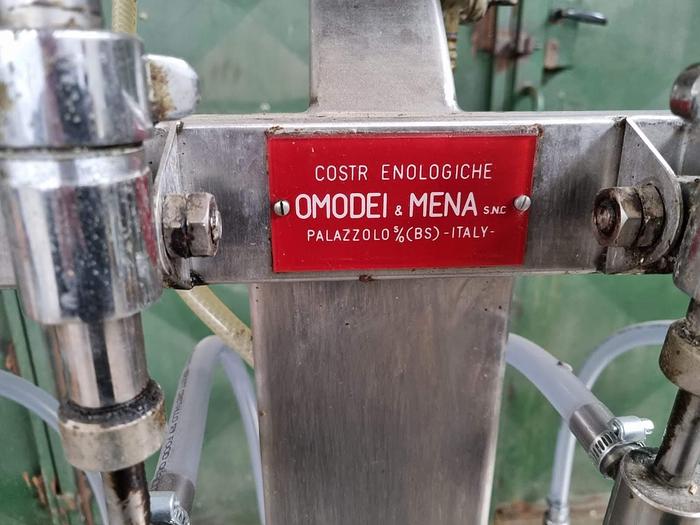 COSTR ENOLOGICHE
OMODEI & MENA S.N.C
PALAZZOLO S/O (BS) -ITALY-